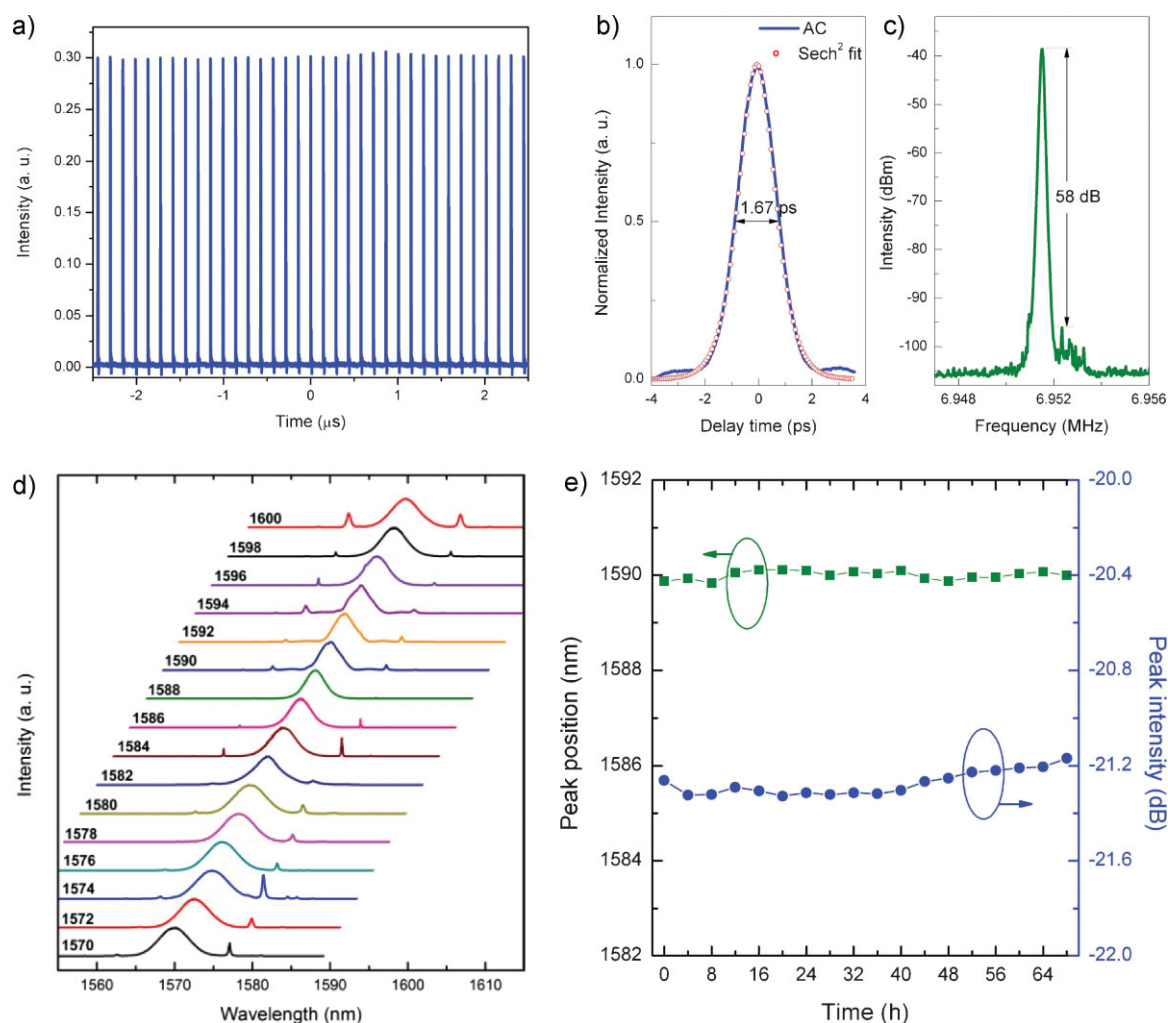 a)
Intensity (a. u.)
0.30
0.25
0.20
0.15
0.10
0.05
0.00
-2 -1 0 1 2
Time (μs)
b)
AC
Sech² fit
Normalized Intensity (a. u.)
1.0
0.5
0.0
1.67 ps
-4 -2 0 2 4
Delay time (ps)
c)
Intensity (dBm)
-40
-50
-60
-70
-80
-90
-100
58 dB
6.948 6.952 6.956
Frequency (MHz)
d)
Intensity (a. u.)
1600
1598
1596
1594
1592
1590
1588
1586
1584
1582
1580
1578
1576
1574
1572
1570
1560 1570 1580 1590 1600 1610
Wavelength (nm)
e)
Peak position (nm)
1592
1590
1588
1586
1584
1582
-20.0
-20.4
-20.8
-21.2
-21.6
-22.0
Peak intensity (dB)
0 8 16 24 32 40 48 56 64
Time (h)